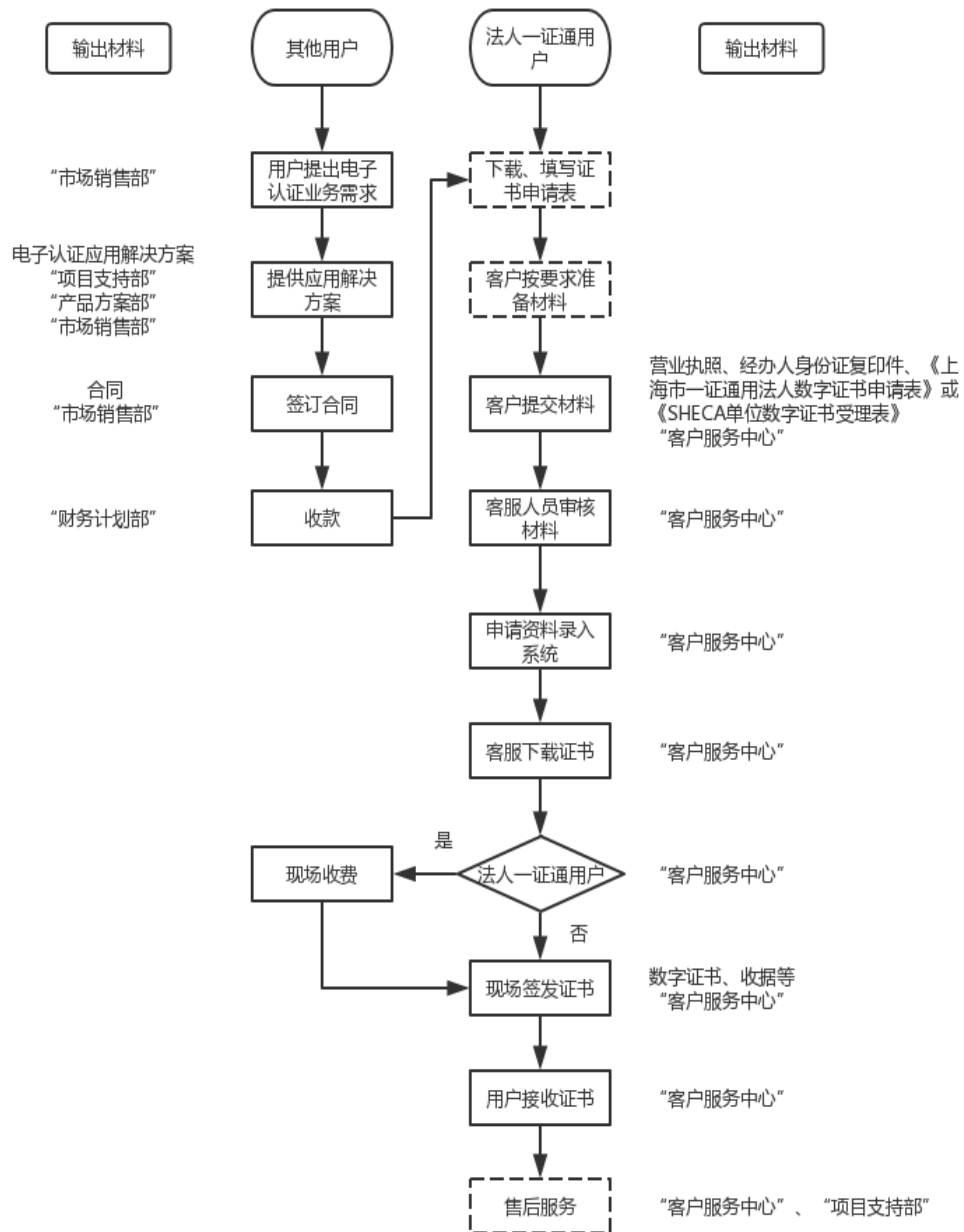 输出材料
其他用户
法人一证通用
户
输出材料
“市场销售部”
用户提出电子
认证业务需求
下载、填写证
书申请表
电子认证应用解决方案
“项目支持部”
“产品方案部”
“市场销售部”
提供应用解决
方案
客户按要求准
备材料
合同
“市场销售部”
签订合同
客户提交材料
营业执照、经办人身份证复印件、《上
海市一证通用法人数字证书申请表》或
《SHECA单位数字证书受理表》
“客户服务中心”
“财务计划部”
收款
客服人员审核
材料
“客户服务中心”
申请资料录入
系统
“客户服务中心”
客服下载证书
“客户服务中心”
是
现场收费
法人一证通用户
“客户服务中心”
否
现场签发证书
数字证书、收据等
“客户服务中心”
用户接收证书
“客户服务中心”
售后服务
“客户服务中心”、“项目支持部”